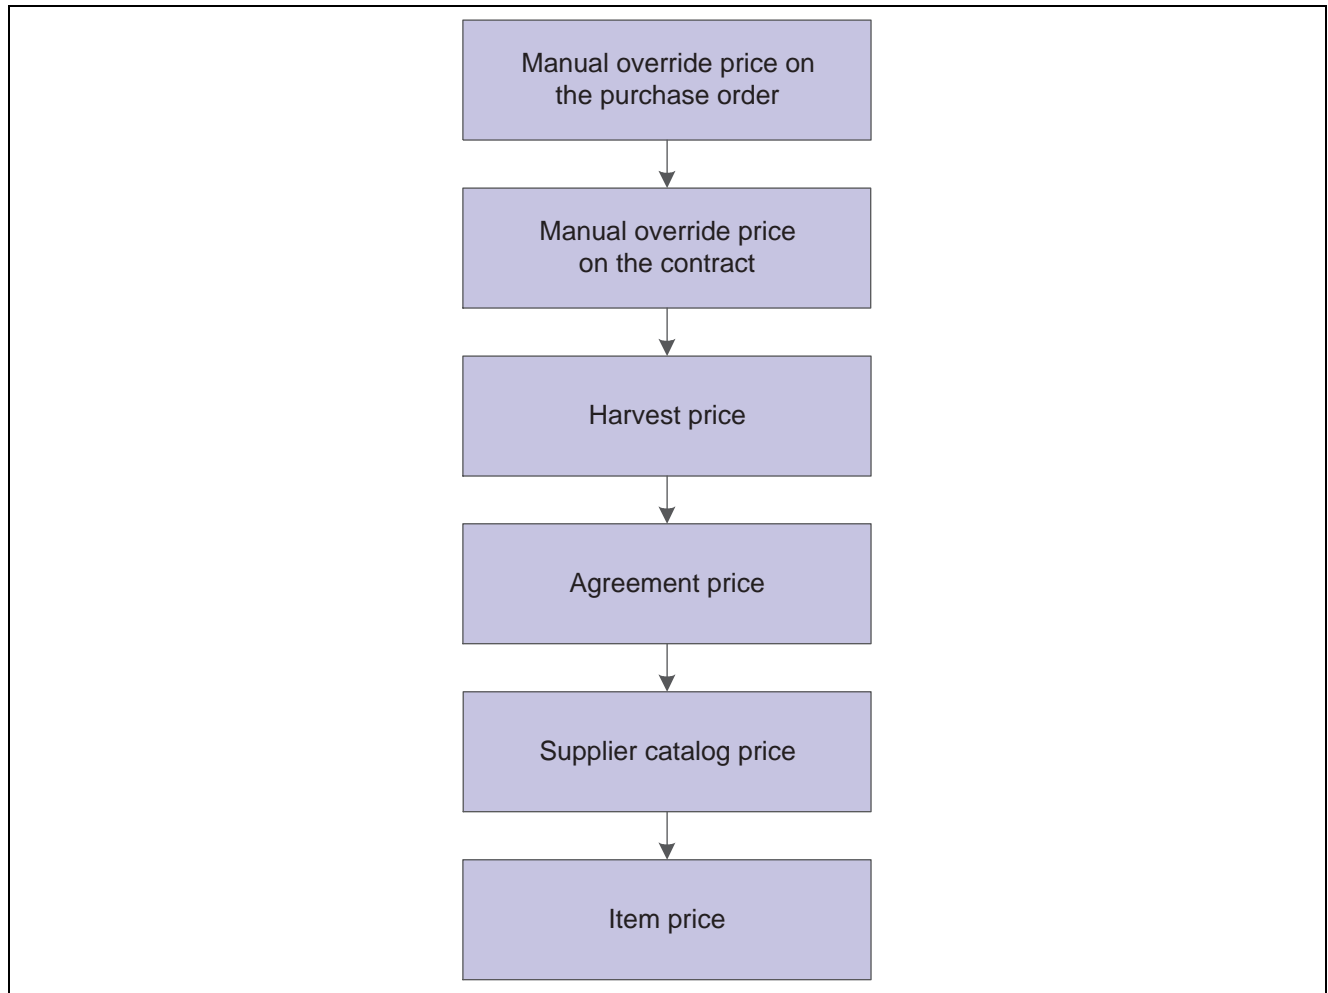 Manual override price on
the purchase order
Manual override price
on the contract
Harvest price
Agreement price
Supplier catalog price
Item price